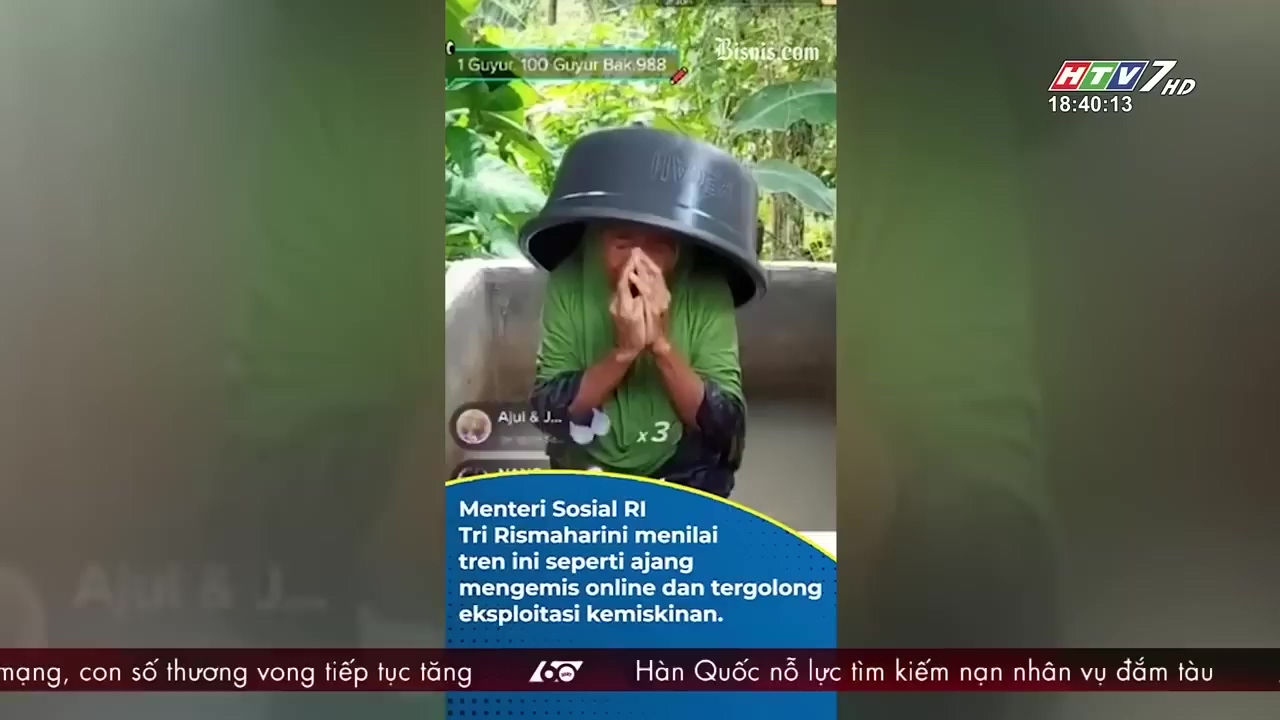 Bisnis.com
1 Guyur, 100 Guyur Bak.988
HTV7 HD
18:40:13
Ajul & J...
x3
Menteri Sosial RI
Tri Rismaharini menilai
tren ini seperti ajang
mengemis online dan tergolong
eksploitasi kemiskinan.
Ajul & J...
mạng, con số thương vong tiếp tục tăng
60
Hàn Quốc nỗ lực tìm kiếm nạn nhân vụ đắm tàu